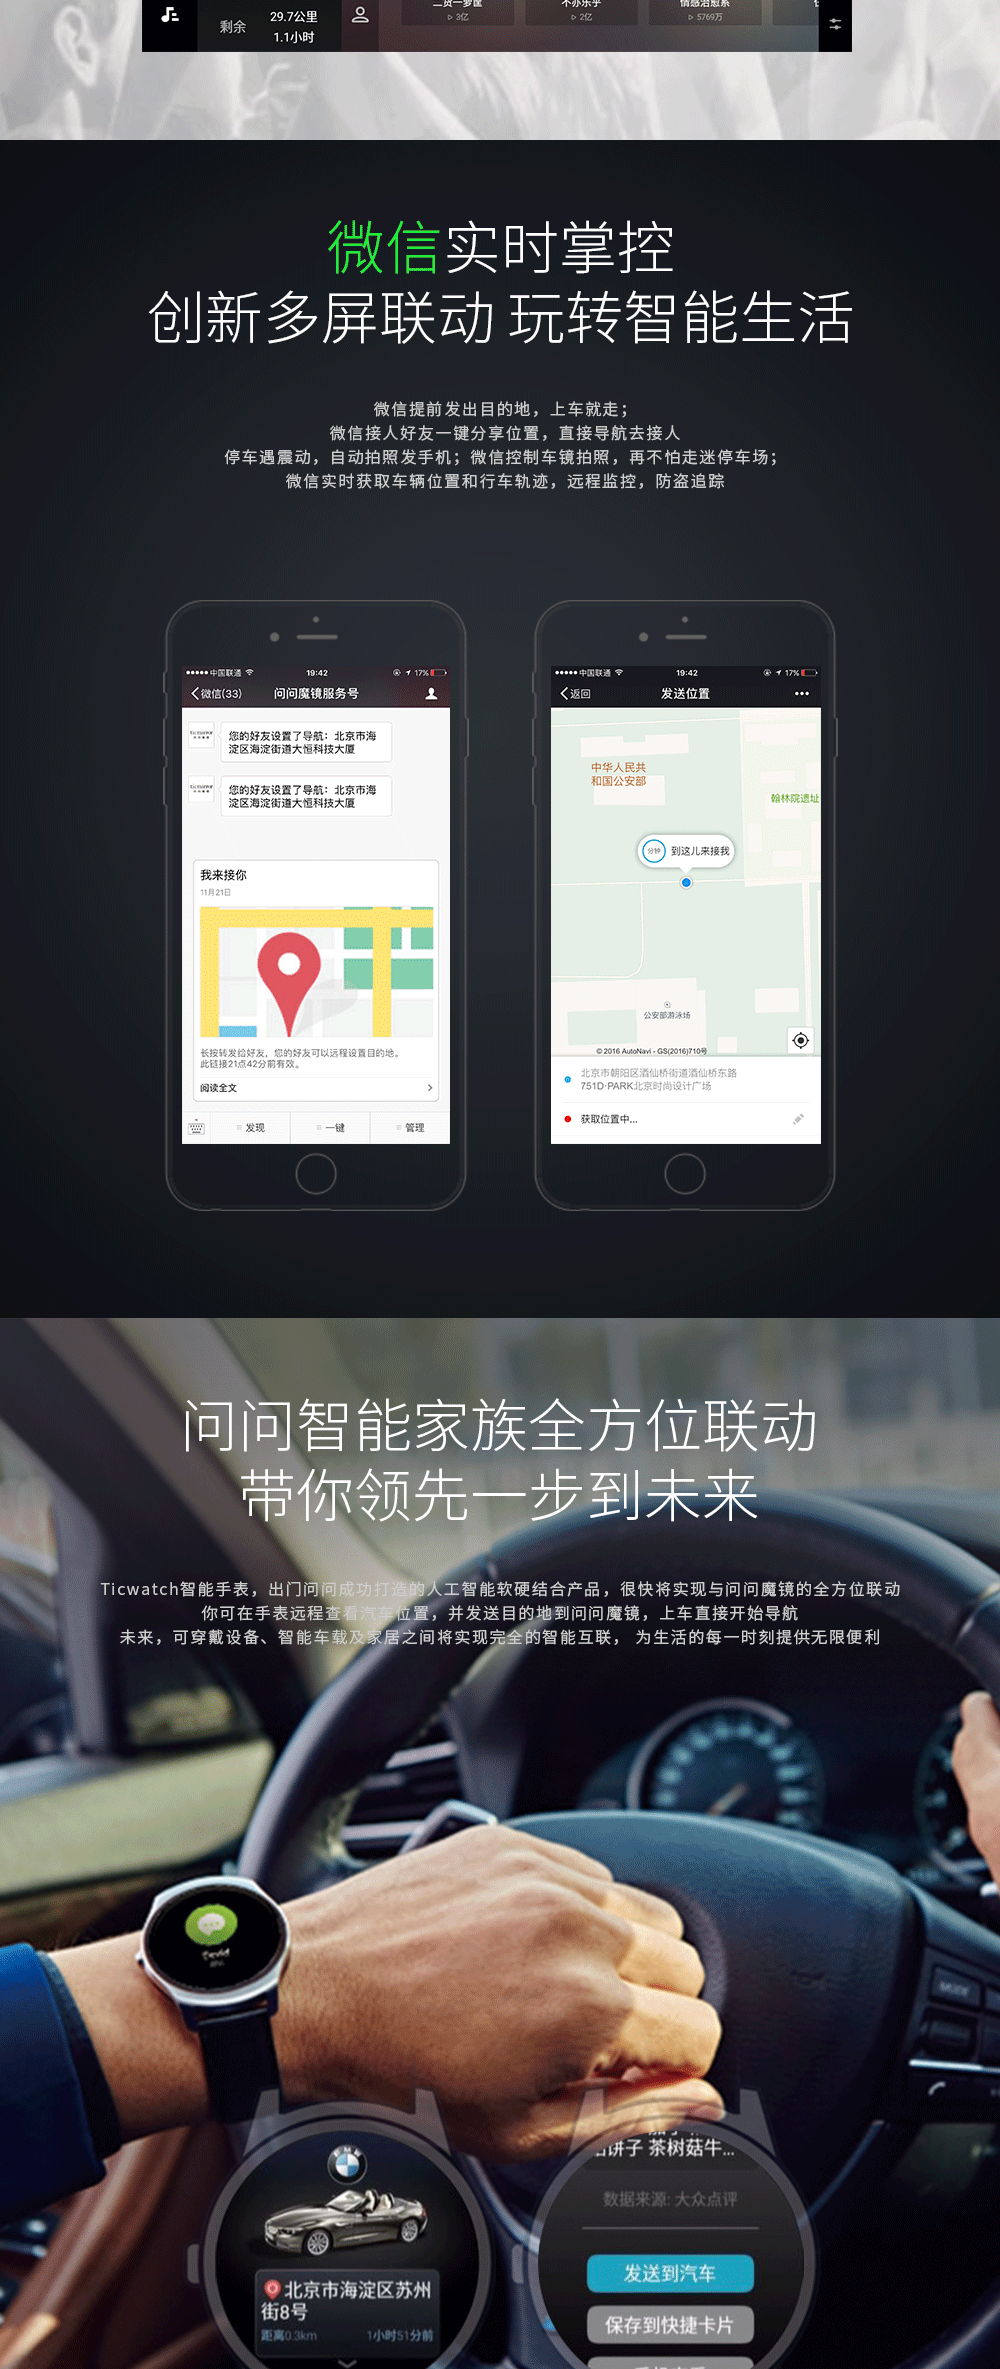 剩余
29.7公里
1.1小时
3亿
不亦乐乎
2亿
情感治愈系
5769万
微信实时掌控
创新多屏联动 玩转智能生活
微信提前发出目的地，上车就走；
微信接人好友一键分享位置，直接导航去接人
停车遇震动，自动拍照发手机；微信控制车镜拍照，再不怕走迷停车场；
微信实时获取车辆位置和行车轨迹，远程监控，防盗追踪
中国联通 19:42 17%
微信(33) 问问魔镜服务号
您的好友设置了导航：北京市海
淀区海淀街道大恒科技大厦
您的好友设置了导航：北京市海
淀区海淀街道大恒科技大厦
我来接你
11月21日
长按转发给好友，您的好友可以远程设置目的地。
此链接21点42分前有效。
阅读全文
发现 一键 管理
中国联通 19:42 17%
返回 发送位置
中华人民共
和国公安部
翰林院遗址
分钟 到这儿来接我
公安部游泳场
© 2016 AutoNavi - GS(2016)710号
北京市朝阳区酒仙桥街道酒仙桥东路
751D·PARK北京时尚设计广场
获取位置中...
问问智能家族全方位联动
带你领先一步到未来
Ticwatch智能手表，出门问问成功打造的人工智能软硬结合产品，很快将实现与问问魔镜的全方位联动
你可在手表远程查看汽车位置，并发送目的地到问问魔镜，上车直接开始导航
未来，可穿戴设备、智能车载及家居之间将实现完全的智能互联， 为生活的每一时刻提供无限便利
MODE
BMW
北京市海淀区苏州
街8号
距离0.3km 1小时51分前
饼子 茶树菇牛...
数据来源: 大众点评
发送到汽车
保存到快捷卡片